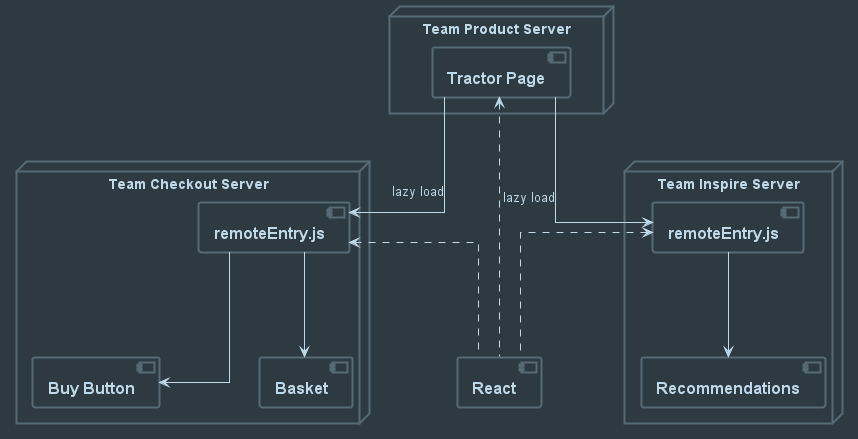 Team Product Server
Tractor Page
Team Checkout Server
Team Inspire Server
lazy load
lazy load
remoteEntry.js
remoteEntry.js
Buy Button
Basket
React
Recommendations